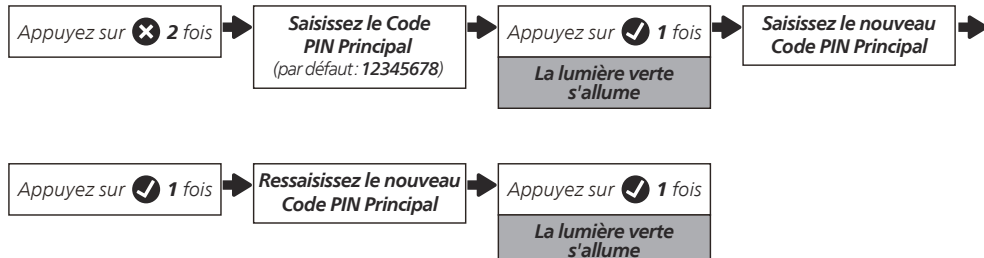 Appuyez sur 2 fois
Saisissez le Code
PIN Principal
(par défaut: 12345678)
Appuyez sur 1 fois
La lumière verte
s'allume
Saisissez le nouveau
Code PIN Principal
Appuyez sur 1 fois
Ressaisissez le nouveau
Code PIN Principal
Appuyez sur 1 fois
La lumière verte
s'allume